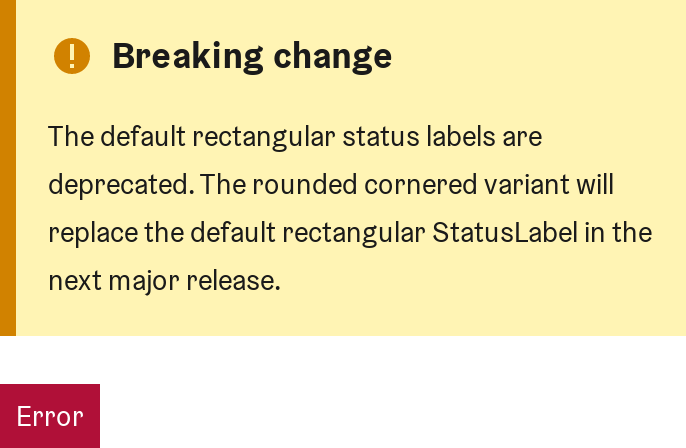 Breaking change
The default rectangular status labels are
deprecated. The rounded cornered variant will
replace the default rectangular StatusLabel in the
next major release.
Error